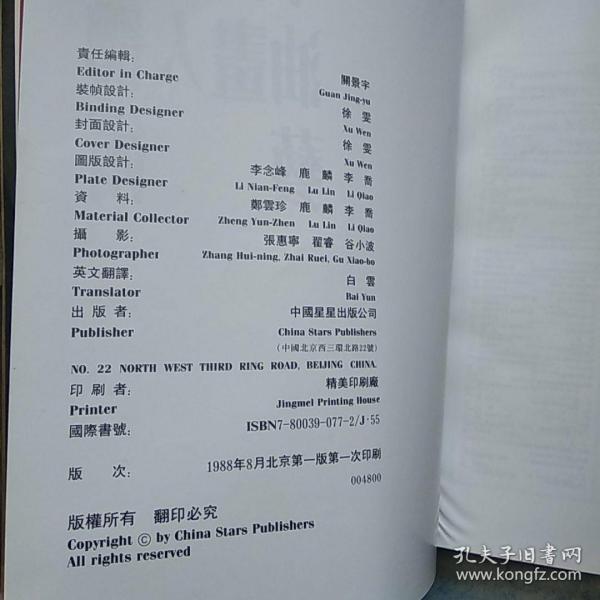 責任編輯:
Editor in Charge
關景宇
Guan Jing-yu
裝幀設計:
Binding Designer
徐 雯
Xu Wen
封面設計:
Cover Designer
徐 雯
Xu Wen
圖版設計:
Plate Designer
李念峰 鹿 麟 李 喬
Li Nian-Feng Lu Lin Li Qiao
資 料:
Material Collector
鄭雲珍 鹿 麟 李 喬
Zheng Yun-Zhen Lu Lin Li Qiao
攝 影:
Photographer
張惠寧 翟睿 谷小波
Zhang Hui-ning, Zhai Ruei, Gu Xiao-bo
英文翻譯:
Translator
白 雲
Bai Yun
出 版 者:
Publisher
中國星星出版公司
China Stars Publishers
(中國北京西三環北路22號)
NO. 22 NORTH WEST THIRD RING ROAD, BEIJING CHINA.
印 刷 者:
Printer
精美印刷廠
Jingmei Printing House
國際書號:
ISBN7-80039-077-2/J·55
版 次:
1988年8月北京第一版第一次印刷
004800
版權所有 翻印必究
Copyright © by China Stars Publishers
All rights reserved
孔夫子旧书网
www.kongfz.com